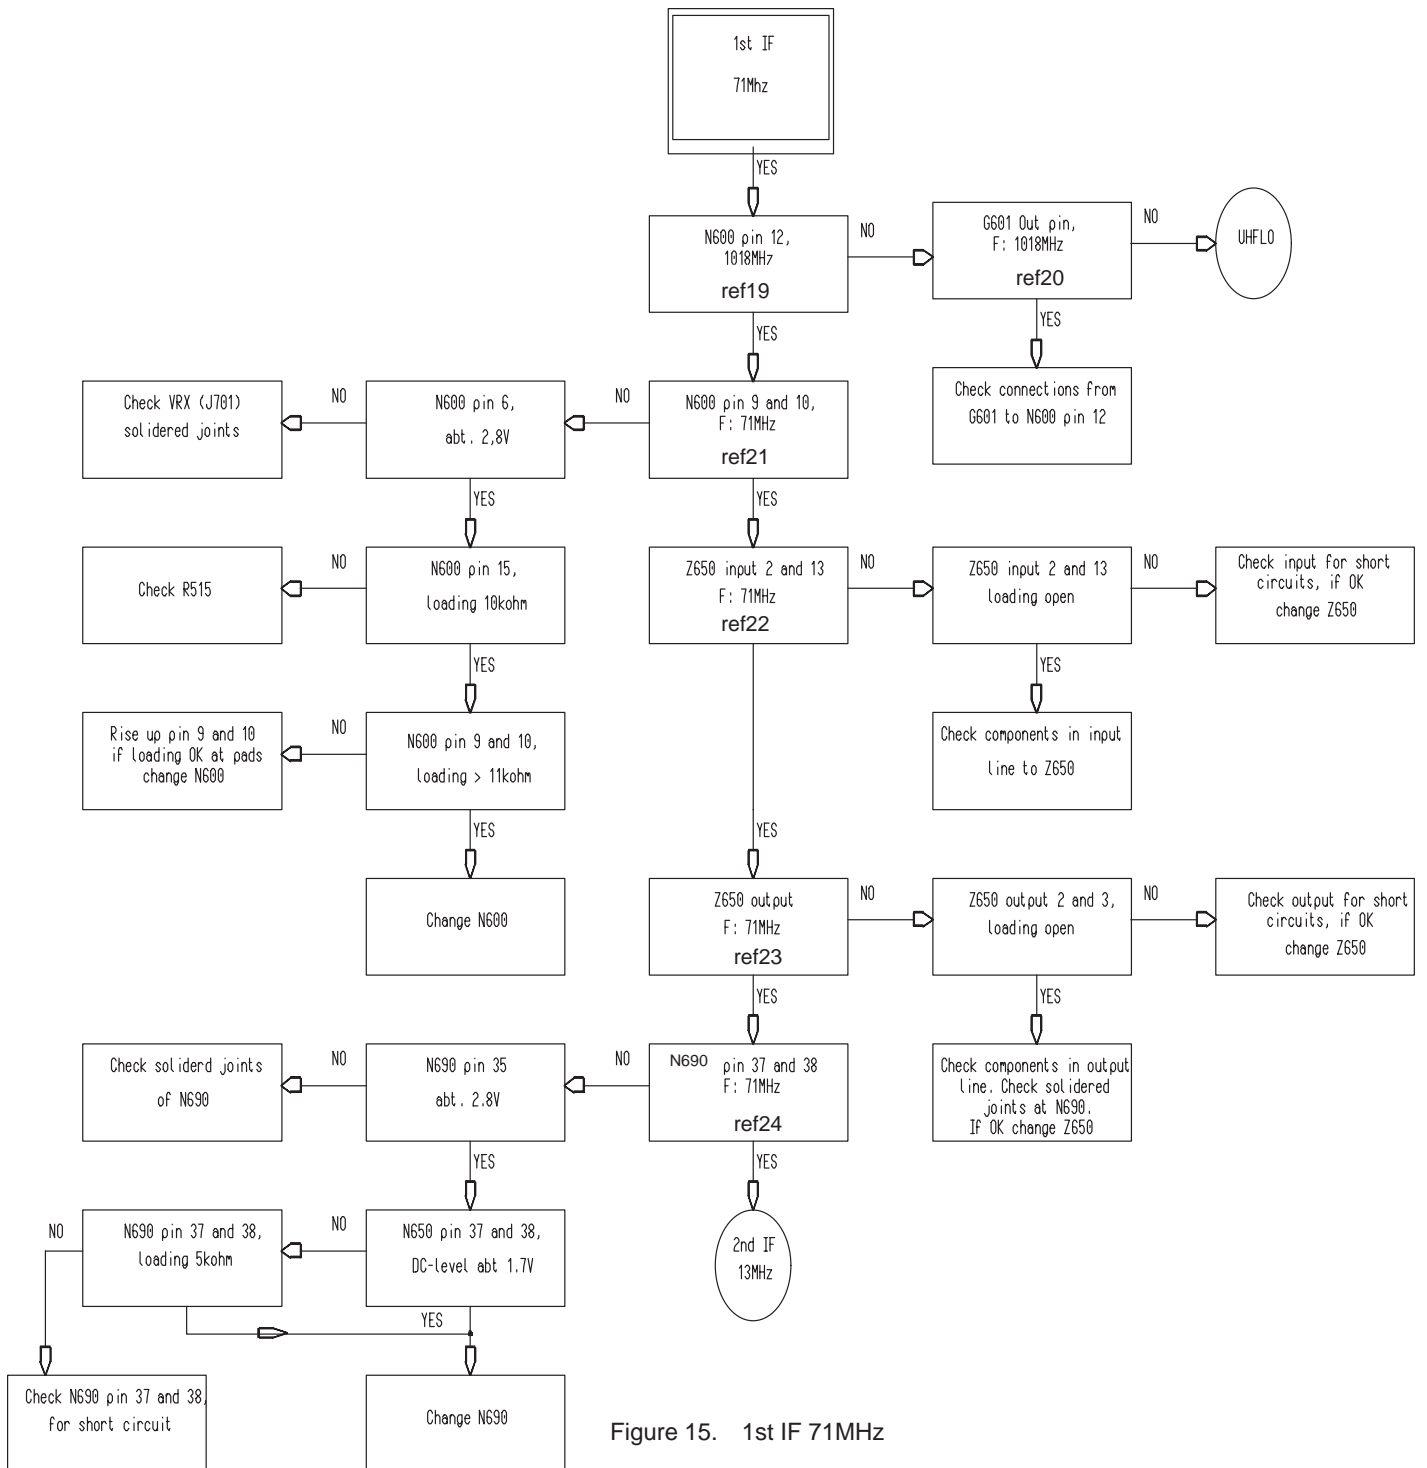 1st IF
71Mhz
YES
N600 pin 12,
1018MHz
ref19
NO
G601 Out pin,
F: 1018MHz
ref20
NO
UHFLO
YES
YES
Check connections from
G601 to N600 pin 12
Check VRX (J701)
solidered joints
NO
N600 pin 6,
abt. 2,8V
NO
N600 pin 9 and 10,
F: 71MHz
ref21
YES
YES
Check R515
NO
N600 pin 15,
loading 10kohm
Z650 input 2 and 13
F: 71MHz
ref22
NO
Z650 input 2 and 13
loading open
NO
Check input for short
circuits, if OK
change Z650
YES
YES
Rise up pin 9 and 10
if loading OK at pads
change N600
NO
N600 pin 9 and 10,
loading > 11kohm
Check components in input
line to Z650
YES
YES
Change N600
Z650 output
F: 71MHz
ref23
NO
Z650 output 2 and 3,
loading open
NO
Check output for short
circuits, if OK
change Z650
YES
YES
Check soliderd joints
of N690
NO
N690 pin 35
abt. 2.8V
NO
N690 pin 37 and 38
F: 71MHz
ref24
Check components in output
line. Check solidered
joints at N690.
If OK change Z650
YES
YES
NO
N690 pin 37 and 38,
loading 5kohm
NO
N650 pin 37 and 38,
DC-level abt 1.7V
2nd IF
13MHz
YES
Check N690 pin 37 and 38,
for short circuit
Change N690
Figure 15. 1st IF 71MHz